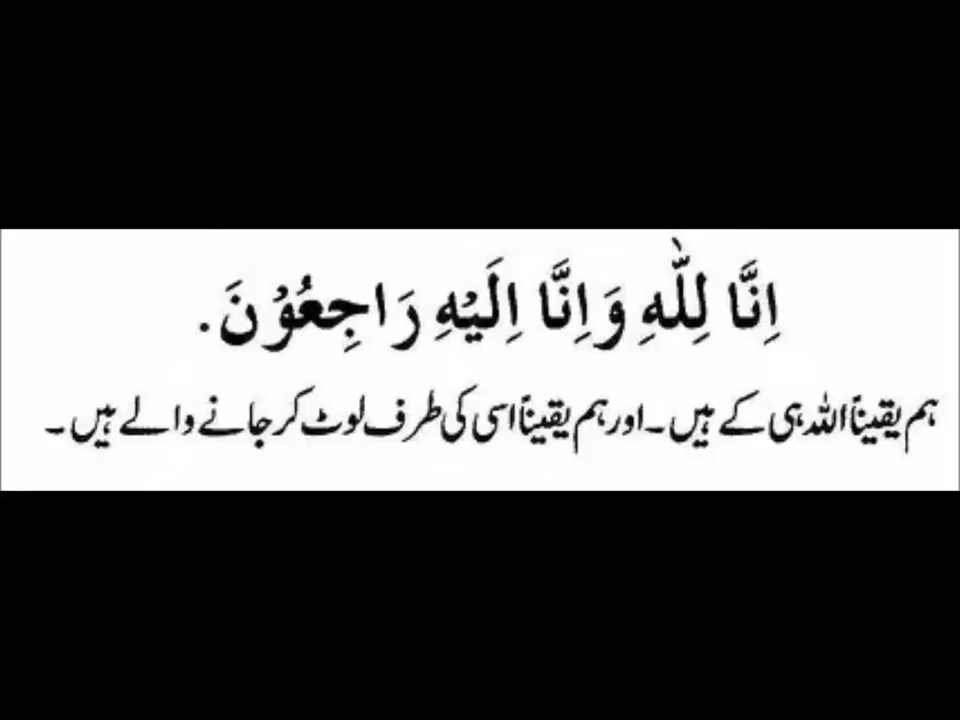 اِنَّا لِلّٰهِ وَاِنَّا اِلَيْهِ رَاجِعُوْنَ.
ہم یقیناً اللہ ہی کے ہیں۔ اور ہم یقیناً اسی کی طرف لوٹ کر جانے والے ہیں۔